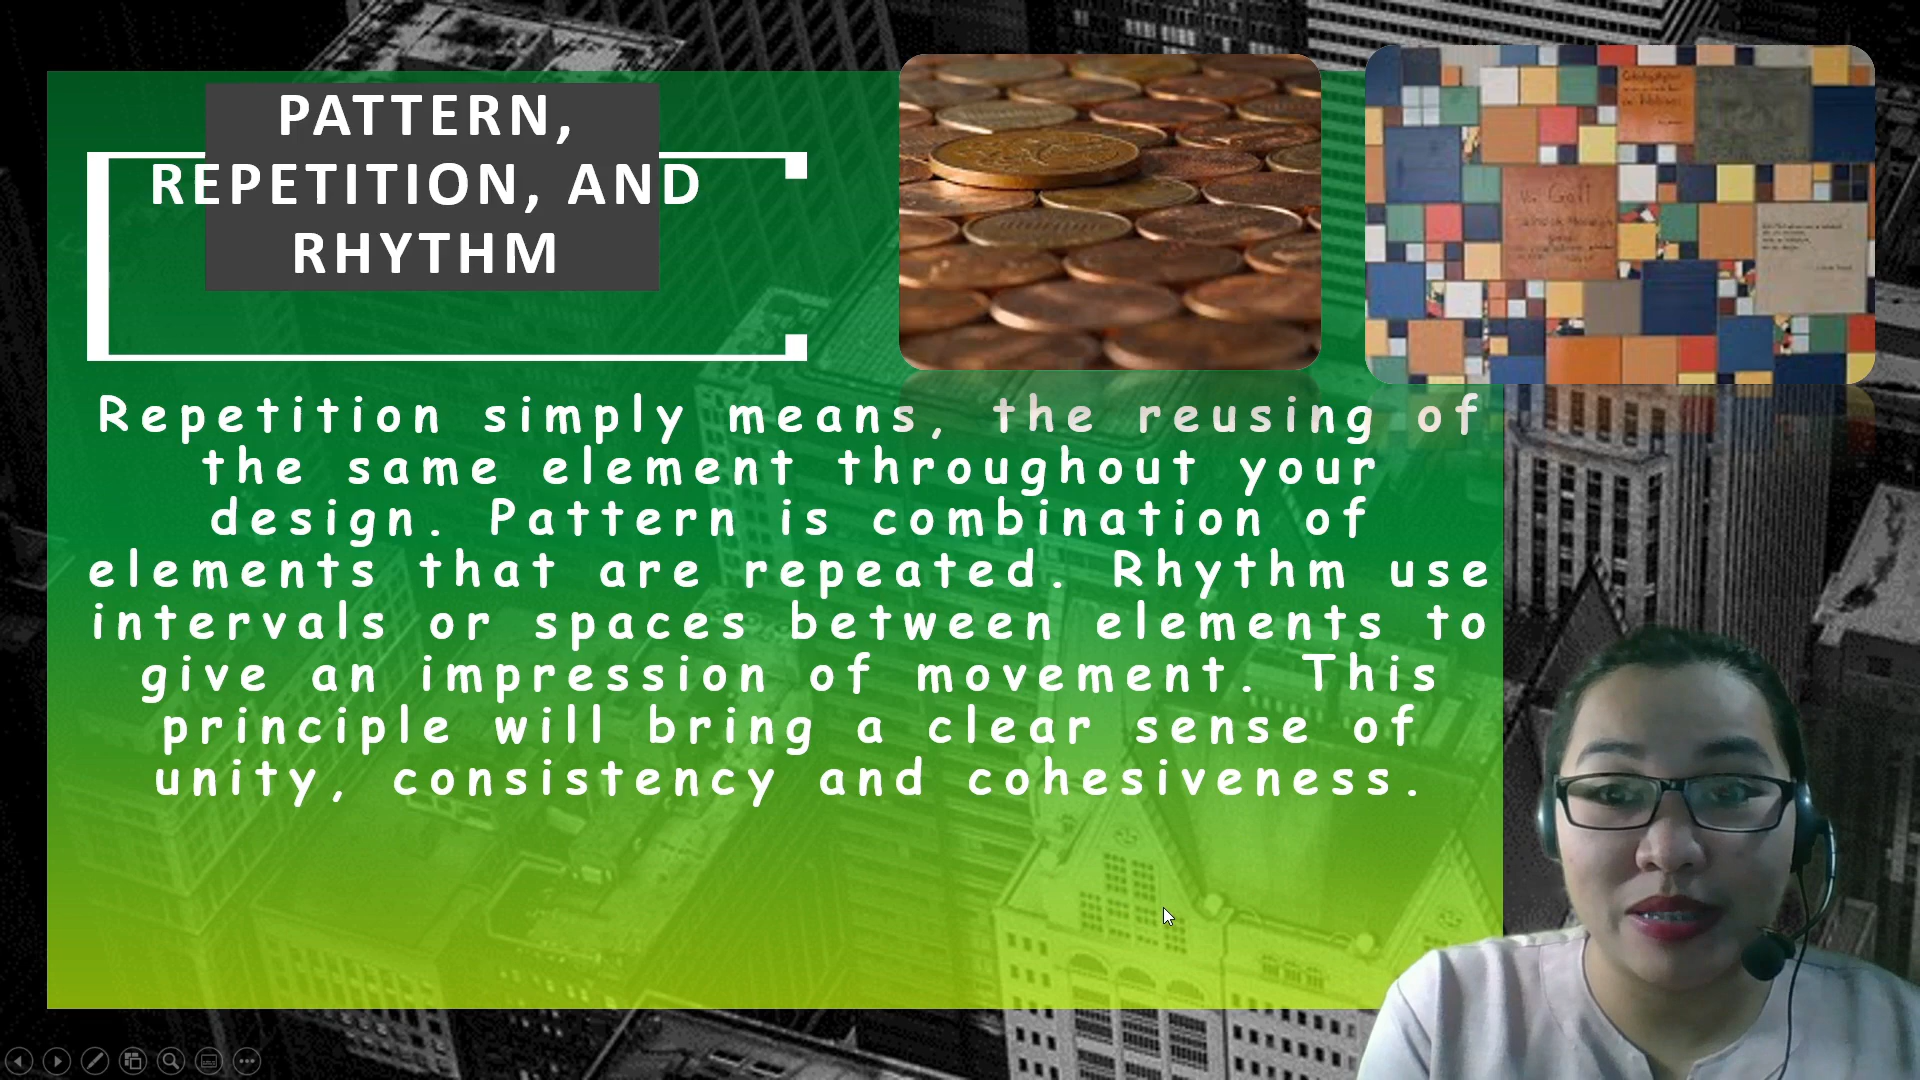 PATTERN,
REPETITION, AND
RHYTHM
Repetition simply means, the reusing of
the same element throughout your
design. Pattern is combination of
elements that are repeated. Rhythm use
intervals or spaces between elements to
give an impression of movement. This
principle will bring a clear sense of
unity, consistency and cohesiveness.